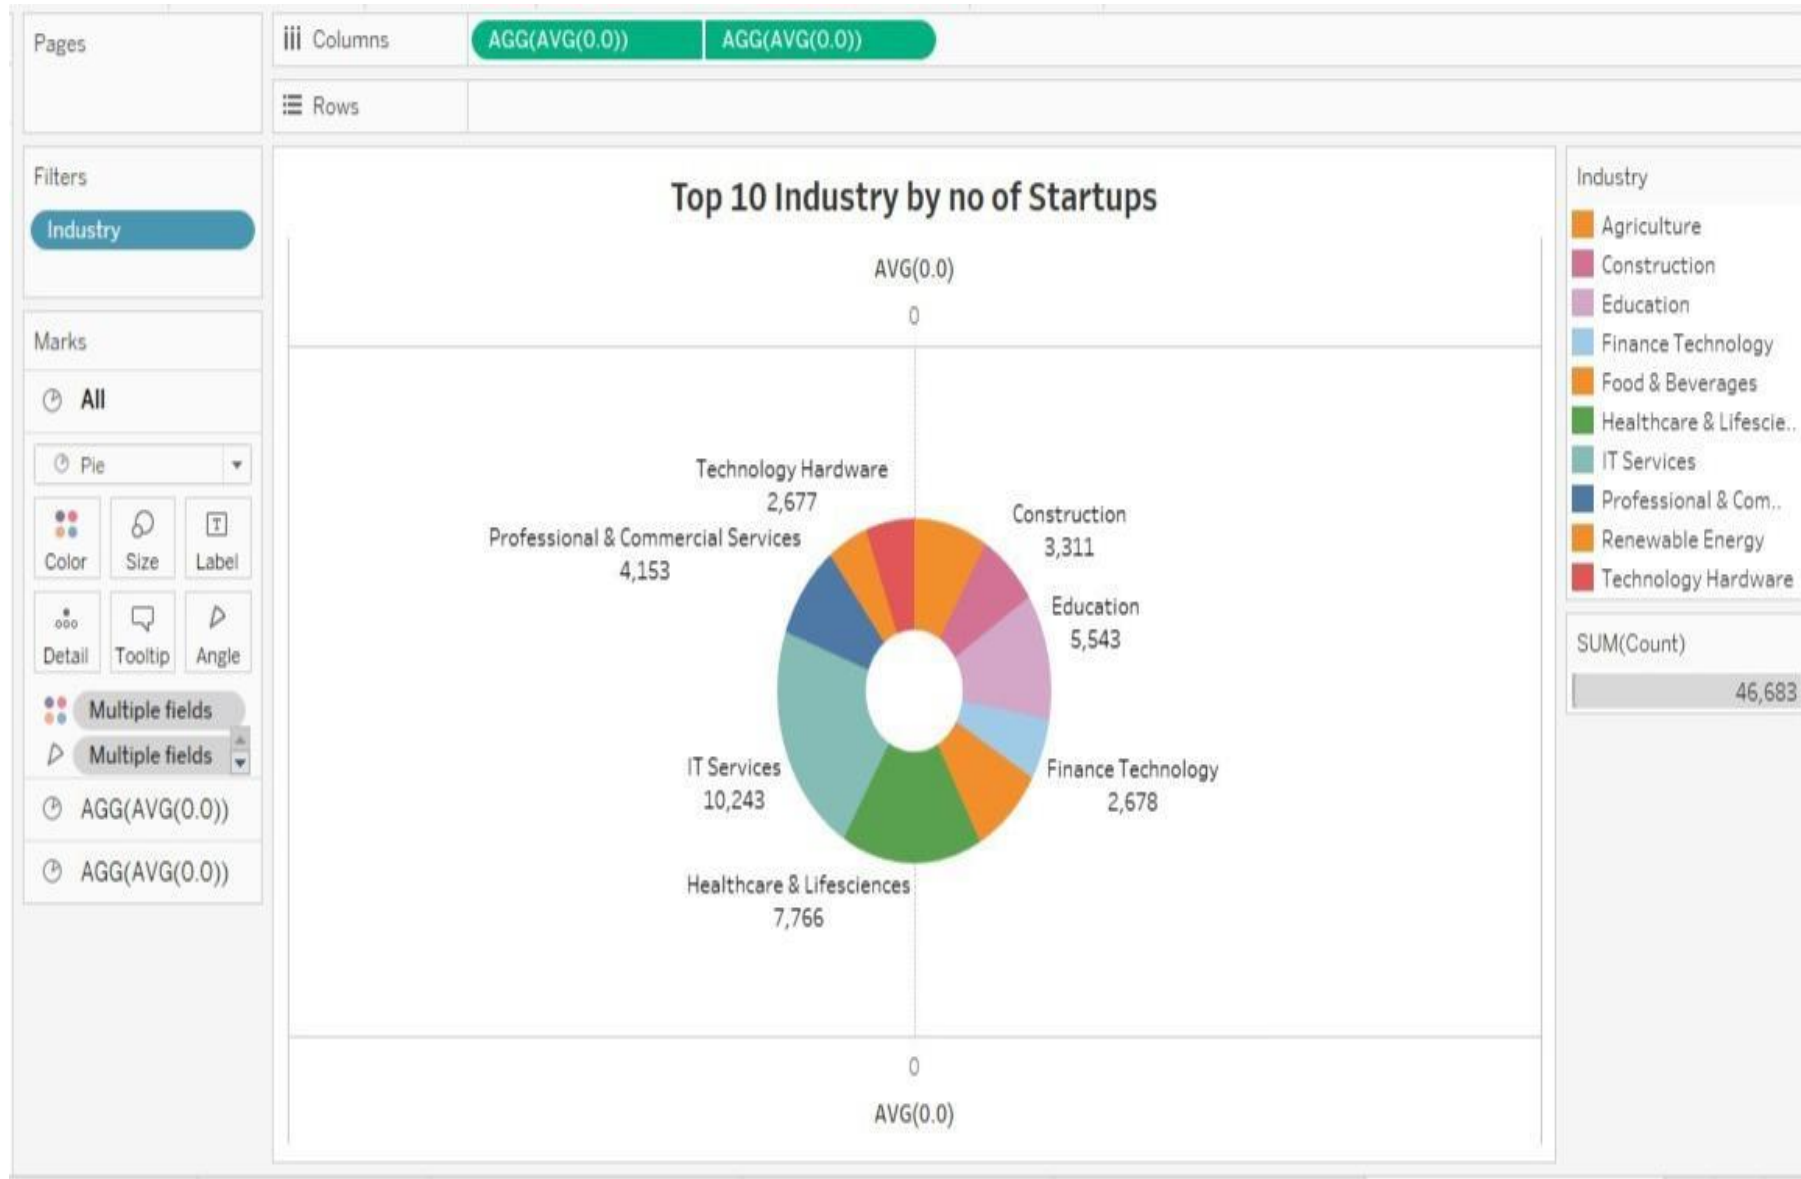 Pages
Columns
AGG(AVG(0.0)) AGG(AVG(0.0))
Rows
Filters
Industry
Marks
All
Pie
Color Size Label
Detail Tooltip Angle
Multiple fields
Multiple fields
AGG(AVG(0.0))
AGG(AVG(0.0))
Top 10 Industry by no of Startups
AVG(0.0)
0
Technology Hardware
2,677
Professional & Commercial Services
4,153
Construction
3,311
Education
5,543
IT Services
10,243
Finance Technology
2,678
Healthcare & Lifesciences
7,766
0
AVG(0.0)
Industry
Agriculture
Construction
Education
Finance Technology
Food & Beverages
Healthcare & Lifescie..
IT Services
Professional & Com..
Renewable Energy
Technology Hardware
SUM(Count)
46,683